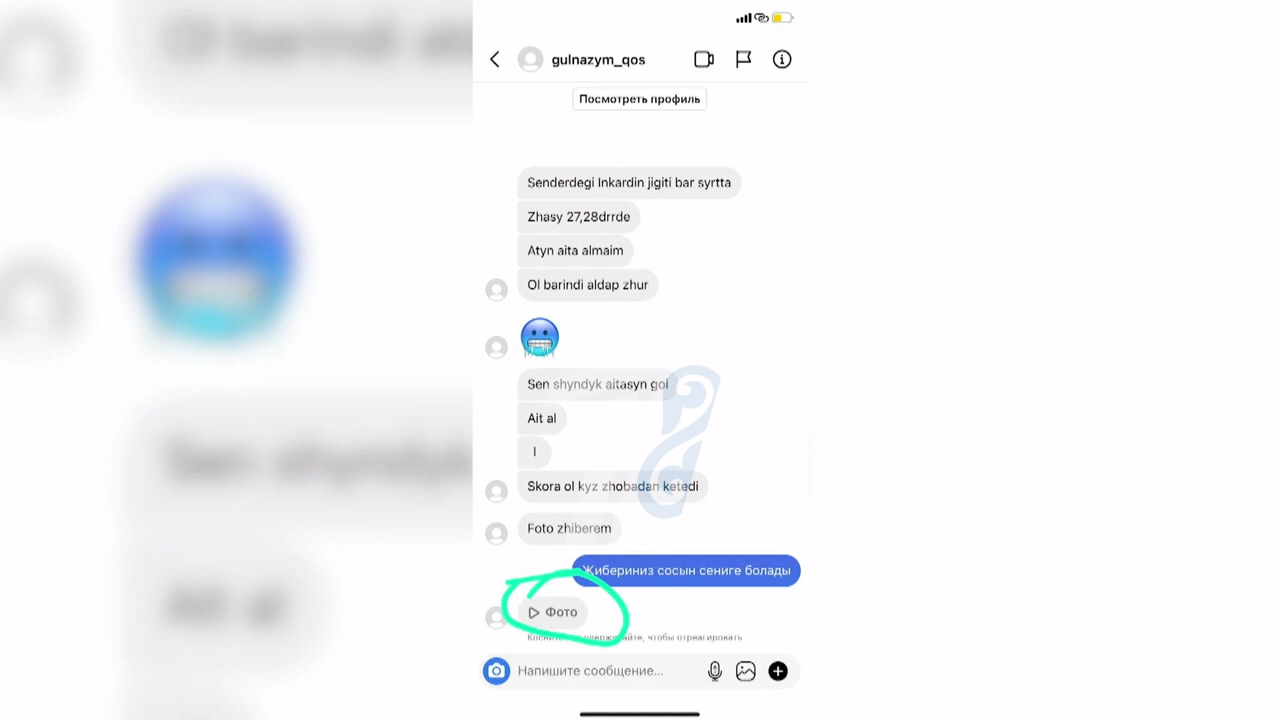 gulnazym_qos
Посмотреть профиль
Senderdegi Inkardin jigiti bar syrtta
Zhasy 27,28drrde
Atyn aita almaim
Ol barindi aldap zhur
Sen shyndyk aitasyn goi
Ait al
I
Skora ol kyz zhobadan ketedi
Foto zhiberem
Жибериниз сосын сениге болады
Фото
чтобы отреагировать
Напишите сообщение...